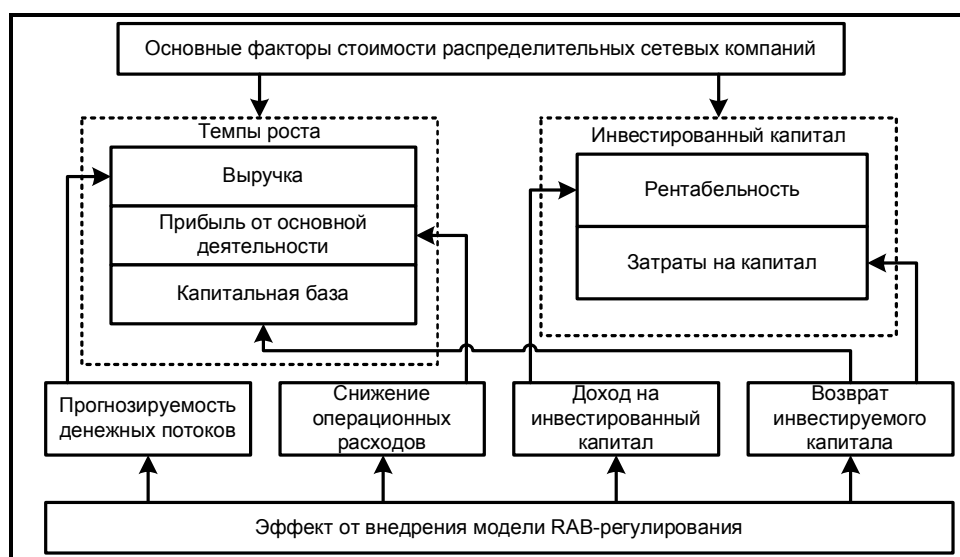 Основные факторы стоимости распределительных сетевых компаний
Темпы роста
Выручка
Прибыль от основной
деятельности
Капитальная база
Инвестированный капитал
Рентабельность
Затраты на капитал
Прогнозируемость
денежных потоков
Снижение
операционных
расходов
Доход на
инвестированный
капитал
Возврат
инвестируемого
капитала
Эффект от внедрения модели RAB-регулирования